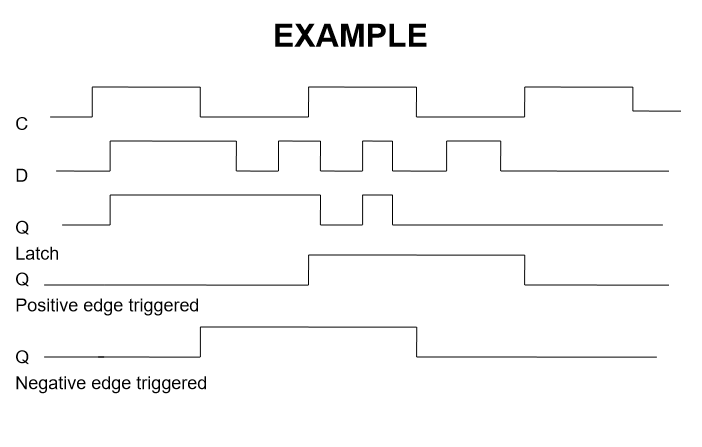 EXAMPLE
C
D
Q
Latch
Q
Positive edge triggered
Q
Negative edge triggered